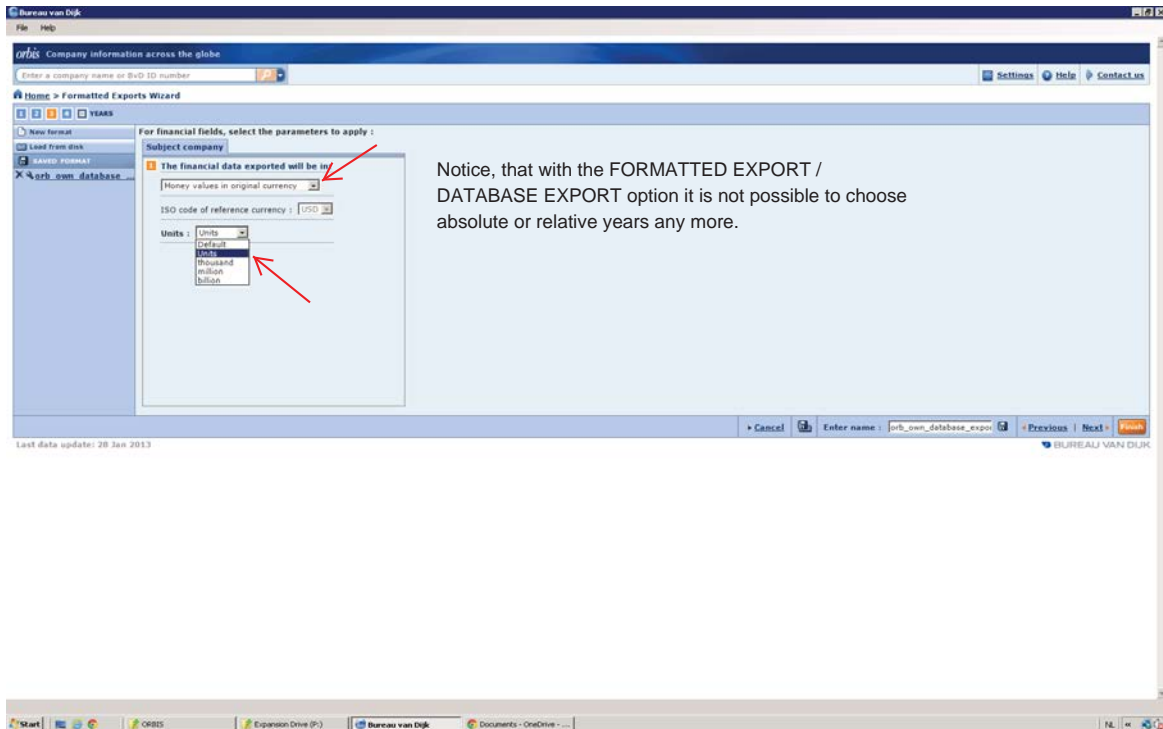 Bureau van Dijk
File Help
orbis Company information across the globe
Enter a company name or BvD ID number
Settings Help Contact us
Home > Formatted Exports Wizard
1 2 3 4 YEARS
New format
Load from disk
SAVED FORMAT
orb_own_database_...
For financial fields, select the parameters to apply :
Subject company
1 The financial data exported will be in:
Money values in original currency
ISO code of reference currency : USD
Units : Units
Default
Units
thousand
million
billion
Notice, that with the FORMATTED EXPORT /
DATABASE EXPORT option it is not possible to choose
absolute or relative years any more.
Cancel Enter name : orb_own_database_expor Previous | Next Finish
Last data update: 28 Jan 2013
BUREAU VAN DIJK
Start ORBIS Expansion Drive (P:) Bureau van Dijk Documents - OneDrive - ... NL «